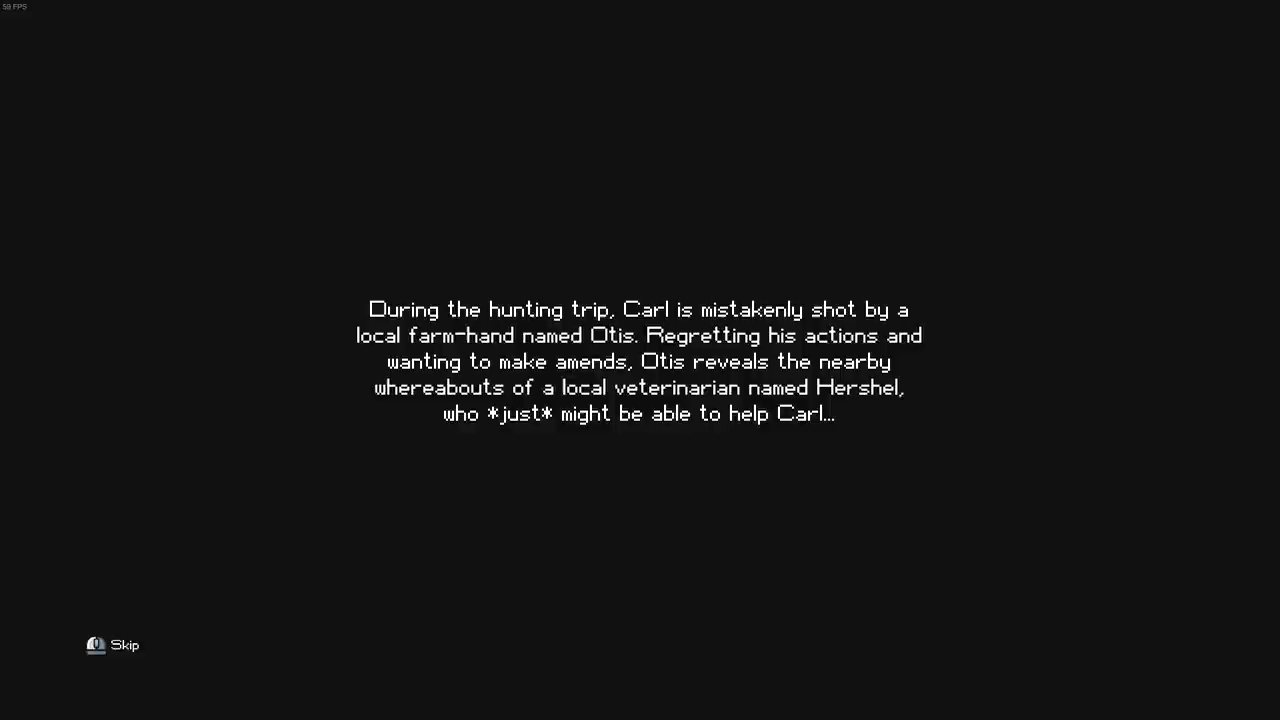 58 FPS
During the hunting trip, Carl is mistakenly shot by a
local farm-hand named Otis. Regretting his actions and
wanting to make amends, Otis reveals the nearby
whereabouts of a local veterinarian named Hershel,
who *just* might be able to help Carl...
Skip